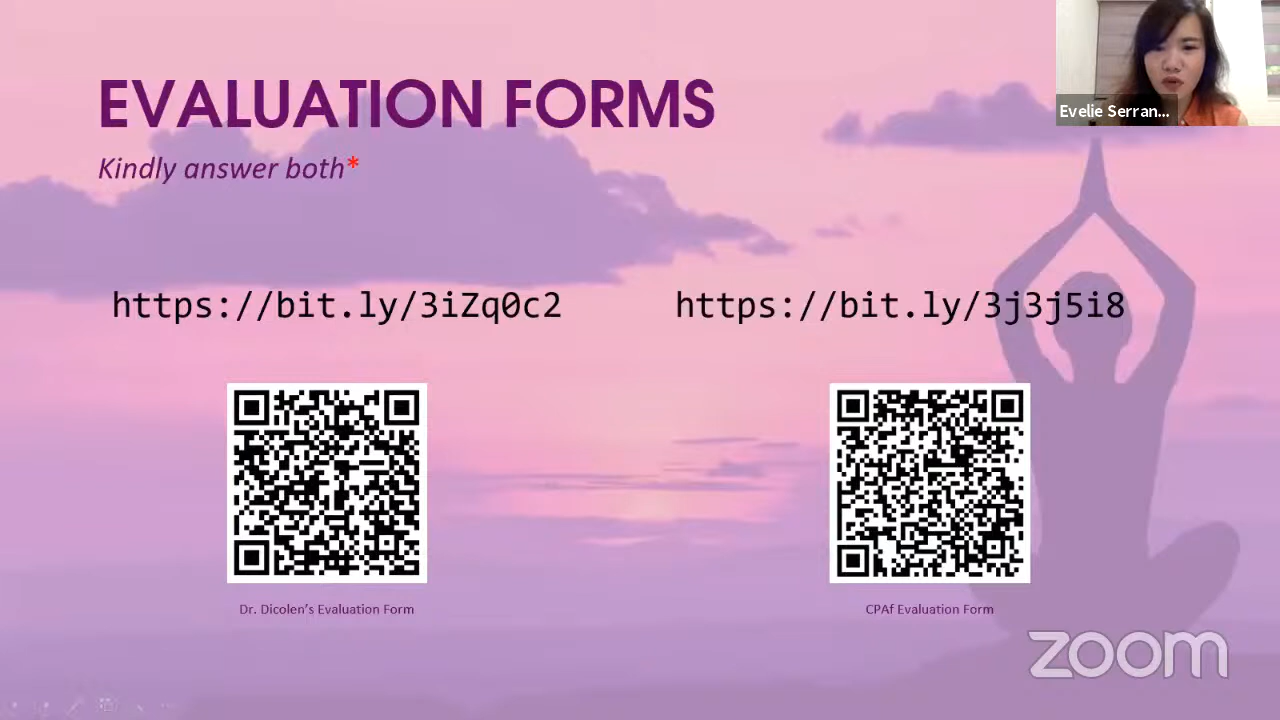 EVALUATION FORMS
Kindly answer both*
Evelie Serran...
https://bit.ly/3iZq0c2
https://bit.ly/3j3j5i8
Dr. Dicolen's Evaluation Form
CPAf Evaluation Form
zoom